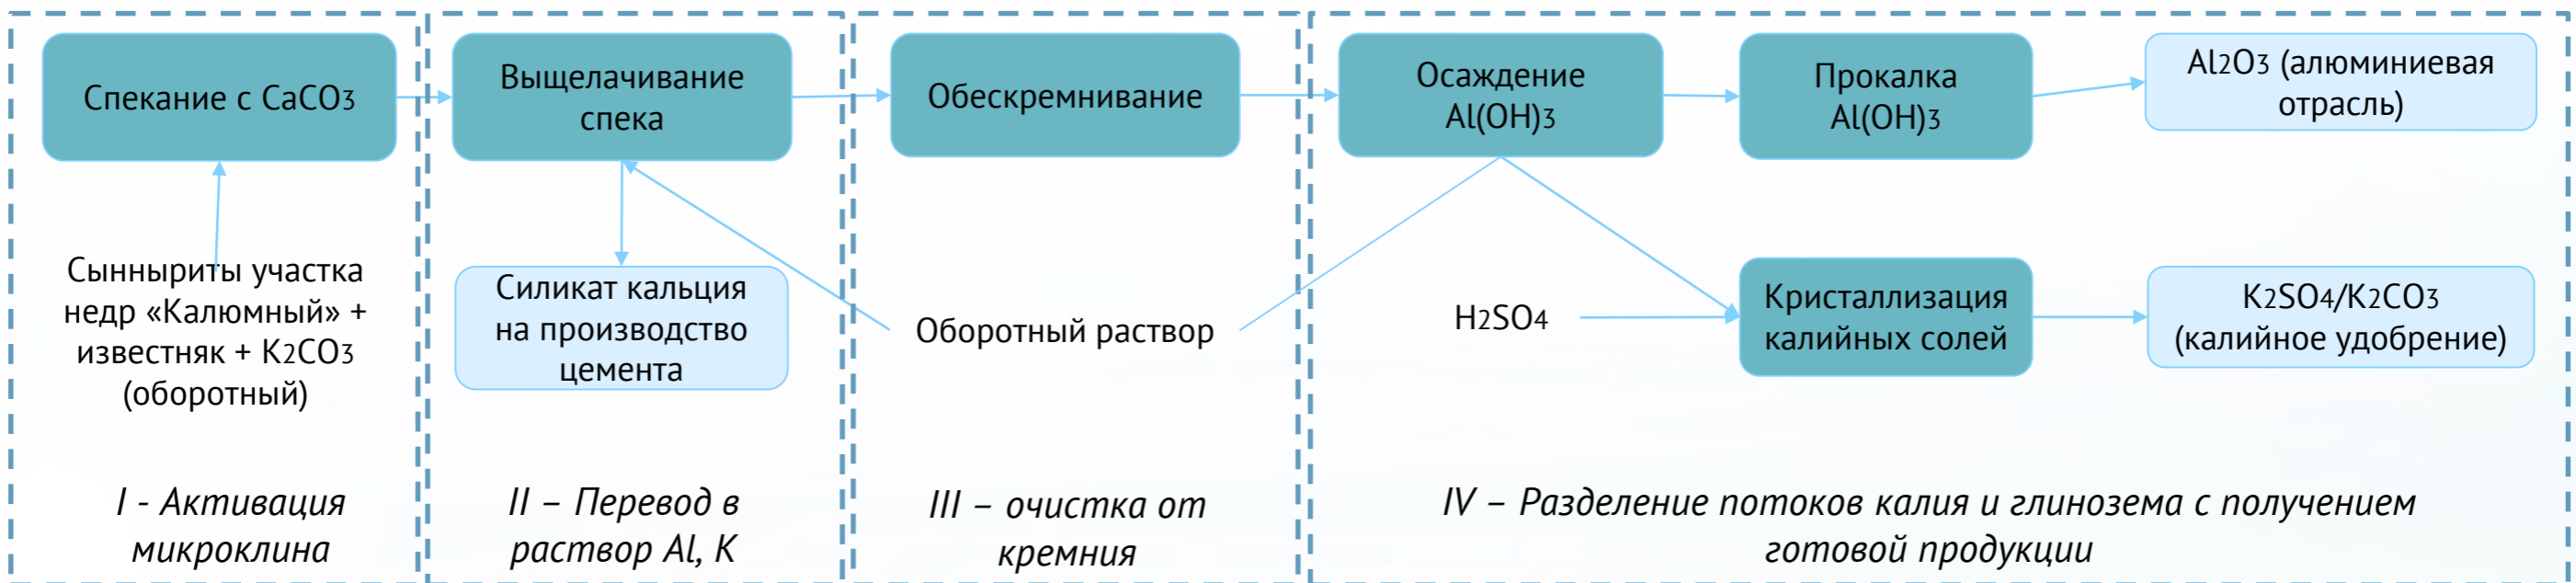 Спекание с CaCO3
Выщелачивание
спека
Обескремнивание
Осаждение
Al(OH)3
Прокалка
Al(OH)3
Al2O3 (алюминиевая
отрасль)
Сынныриты участка
недр «Калюмный» +
известняк + K2CO3
(оборотный)
Силикат кальция
на производство
цемента
Оборотный раствор
H2SO4
Кристаллизация
калийных солей
K2SO4/K2CO3
(калийное удобрение)
I - Активация
микроклина
II – Перевод в
раствор Al, K
III – очистка от
кремния
IV – Разделение потоков калия и глинозема с получением
готовой продукции